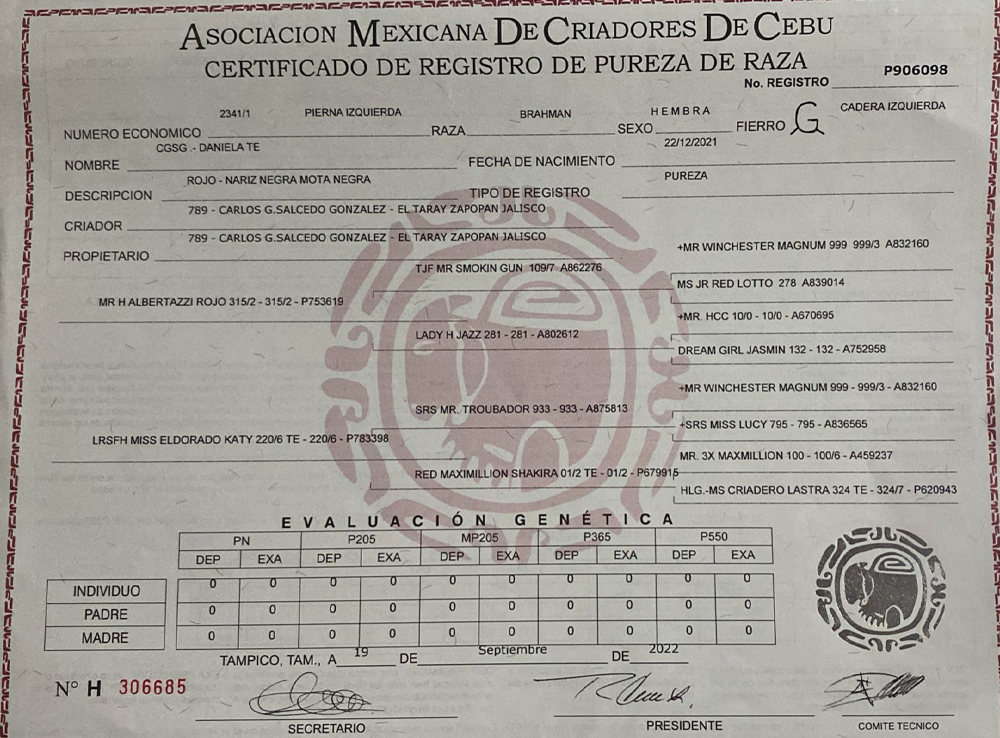 ASOCIACION MEXICANA DE CRIADORES DE CEBU
CERTIFICADO DE REGISTRO DE PUREZA DE RAZA
No. REGISTRO P906098
NUMERO ECONOMICO 2341/1 PIERNA IZQUIERDA RAZA BRAHMAN SEXO HEMBRA FIERRO G CADERA IZQUIERDA
NOMBRE CGSG .- DANIELA TE FECHA DE NACIMIENTO 22/12/2021
DESCRIPCION ROJO - NARIZ NEGRA MOTA NEGRA TIPO DE REGISTRO PUREZA
CRIADOR 789 - CARLOS G.SALCEDO GONZALEZ - EL TARAY ZAPOPAN JALISCO
PROPIETARIO 789 - CARLOS G.SALCEDO GONZALEZ - EL TARAY ZAPOPAN JALISCO
+MR WINCHESTER MAGNUM 999 999/3 A832160
TJF MR SMOKIN GUN 109/7 A862276
MS JR RED LOTTO 278 A839014
MR H ALBERTAZZI ROJO 315/2 - 315/2 - P753619
+MR. HCC 10/0 - 10/0 - A670695
LADY H JAZZ 281 - 281 - A802612
DREAM GIRL JASMIN 132 - 132 - A752958
+MR WINCHESTER MAGNUM 999 - 999/3 - A832160
SRS MR. TROUBADOR 933 - 933 - A875813
+SRS MISS LUCY 795 - 795 - A836565
LRSFH MISS ELDORADO KATY 220/6 TE - 220/6 - P783398
MR. 3X MAXMILLION 100 - 100/6 - A459237
RED MAXIMILLION SHAKIRA 01/2 TE - 01/2 - P679915
HLG.-MS CRIADERO LASTRA 324 TE - 324/7 - P620943
EVALUACIÓN GENÉTICA
PN P205 MP205 P365 P550
DEP EXA DEP EXA DEP EXA DEP EXA DEP EXA
INDIVIDUO 0 0 0 0 0 0 0 0 0 0
PADRE 0 0 0 0 0 0 0 0 0 0
MADRE 0 0 0 0 0 0 0 0 0 0
TAMPICO, TAM., A 19 DE Septiembre DE 2022
N° H 306685
SECRETARIO PRESIDENTE COMITE TECNICO